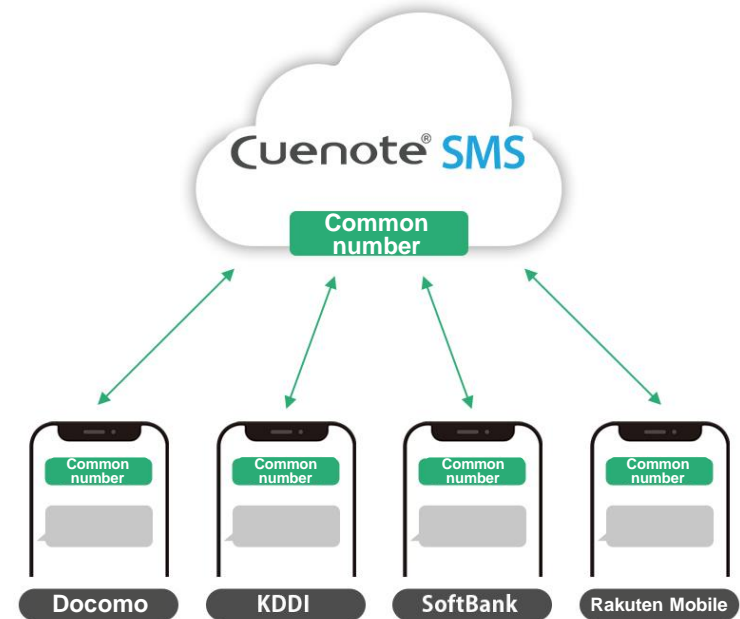 Cuenote® SMS
Common
number
Common
number
Common
number
Common
number
Common
number
Docomo
KDDI
SoftBank
Rakuten Mobile